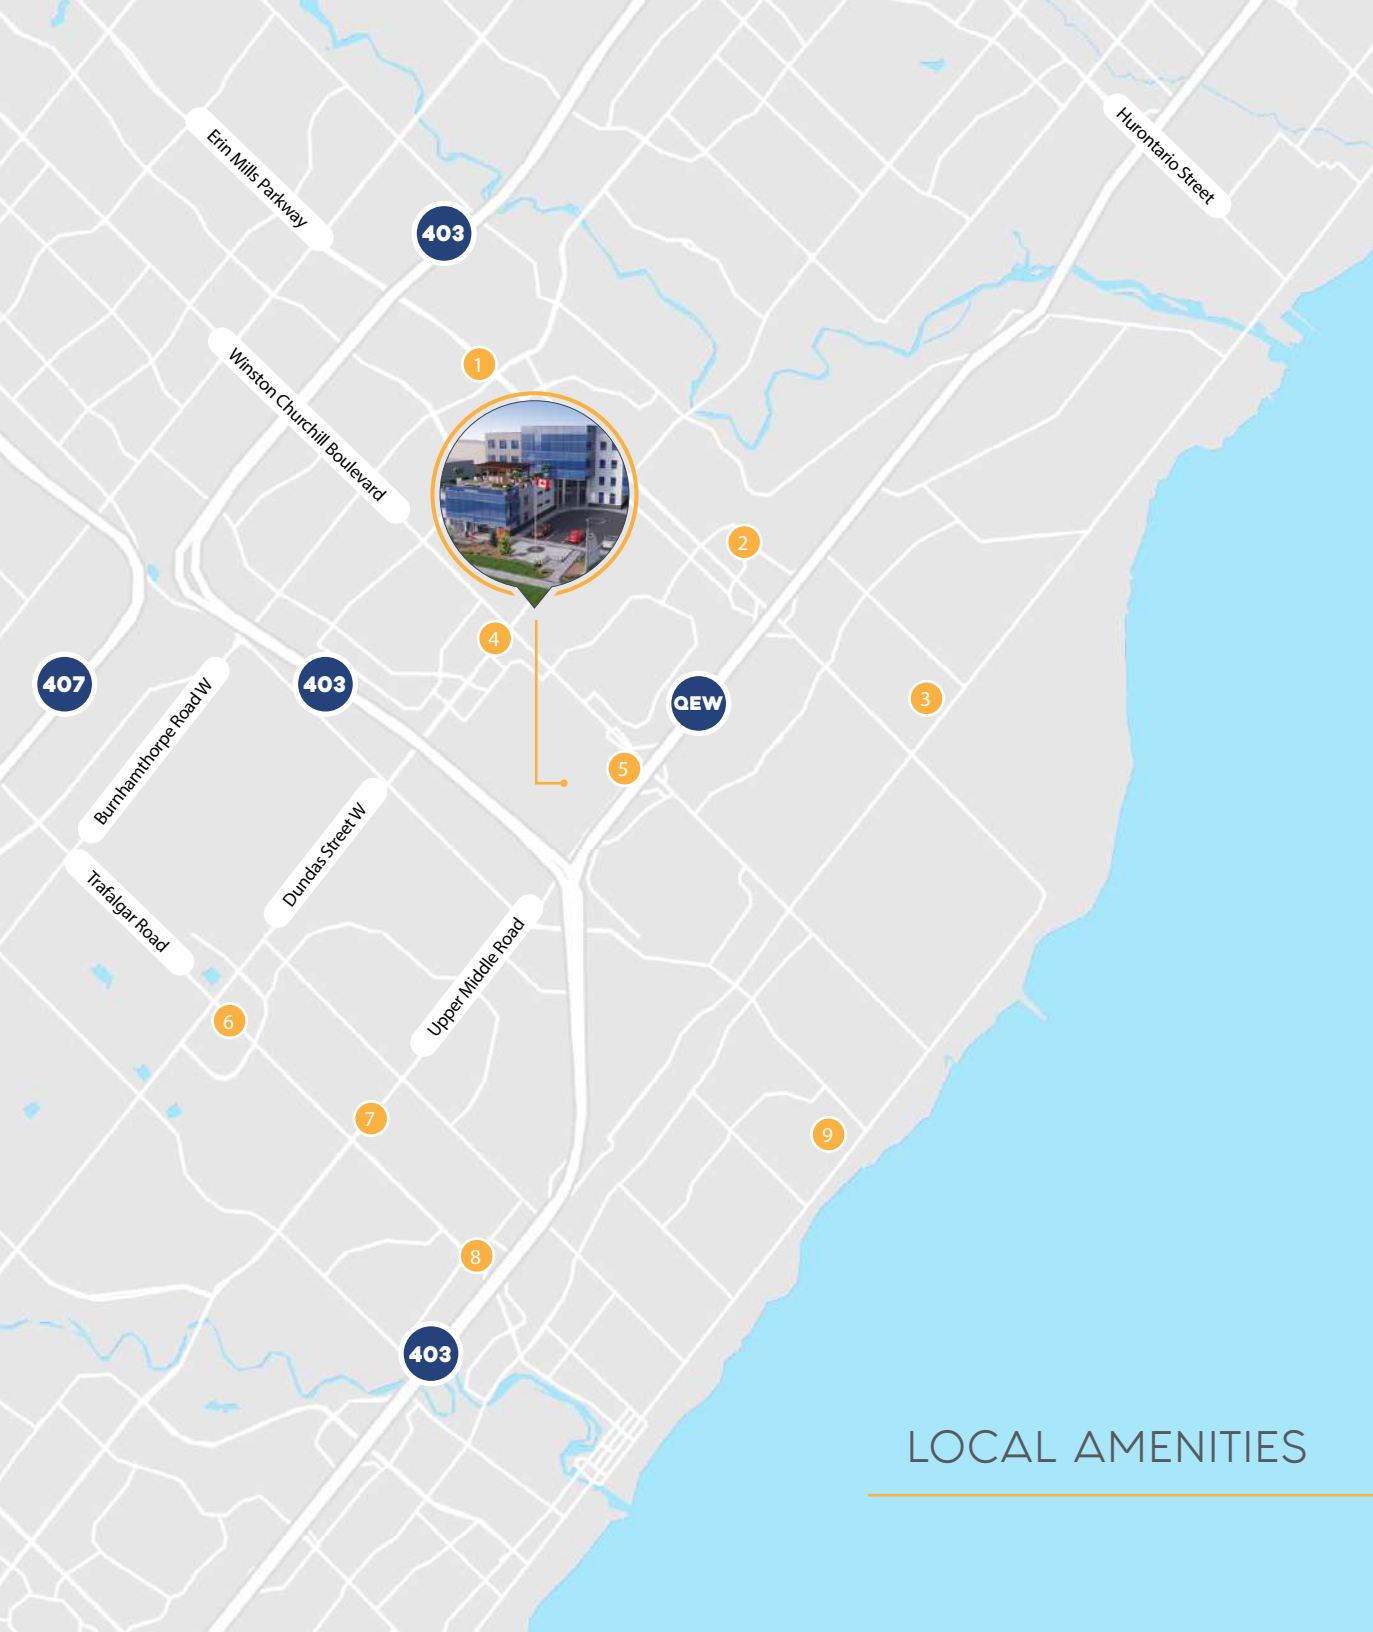 Hurontario Street
Erin Mills Parkway
403
Winston Churchill Boulevard
1
2
4
407
403
QEW
3
Burnhamthorpe Road W
5
Dundas Street W
Trafalgar Road
Upper Middle Road
6
7
9
8
403
LOCAL AMENITIES